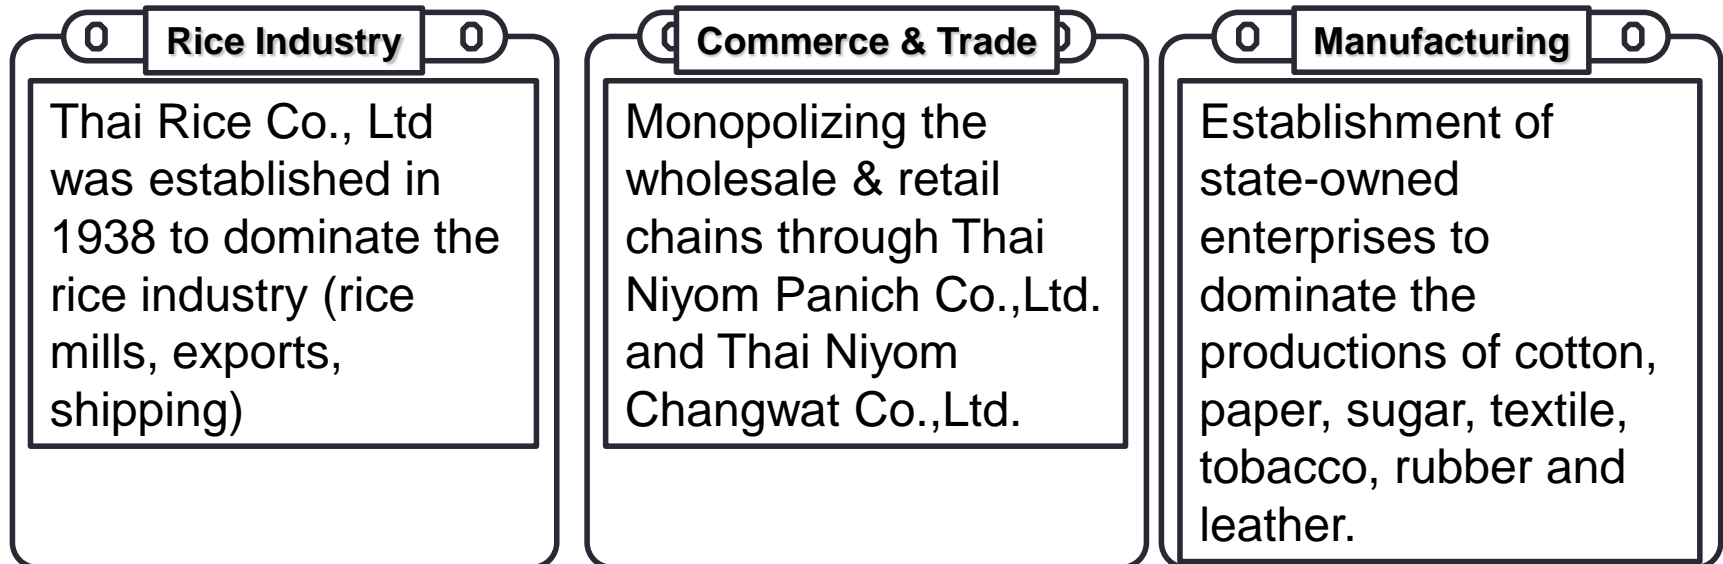 Rice Industry
Thai Rice Co., Ltd
was established in
1938 to dominate the
rice industry (rice
mills, exports,
shipping)
Commerce & Trade
Monopolizing the
wholesale & retail
chains through Thai
Niyom Panich Co.,Ltd.
and Thai Niyom
Changwat Co.,Ltd.
Manufacturing
Establishment of
state-owned
enterprises to
dominate the
productions of cotton,
paper, sugar, textile,
tobacco, rubber and
leather.